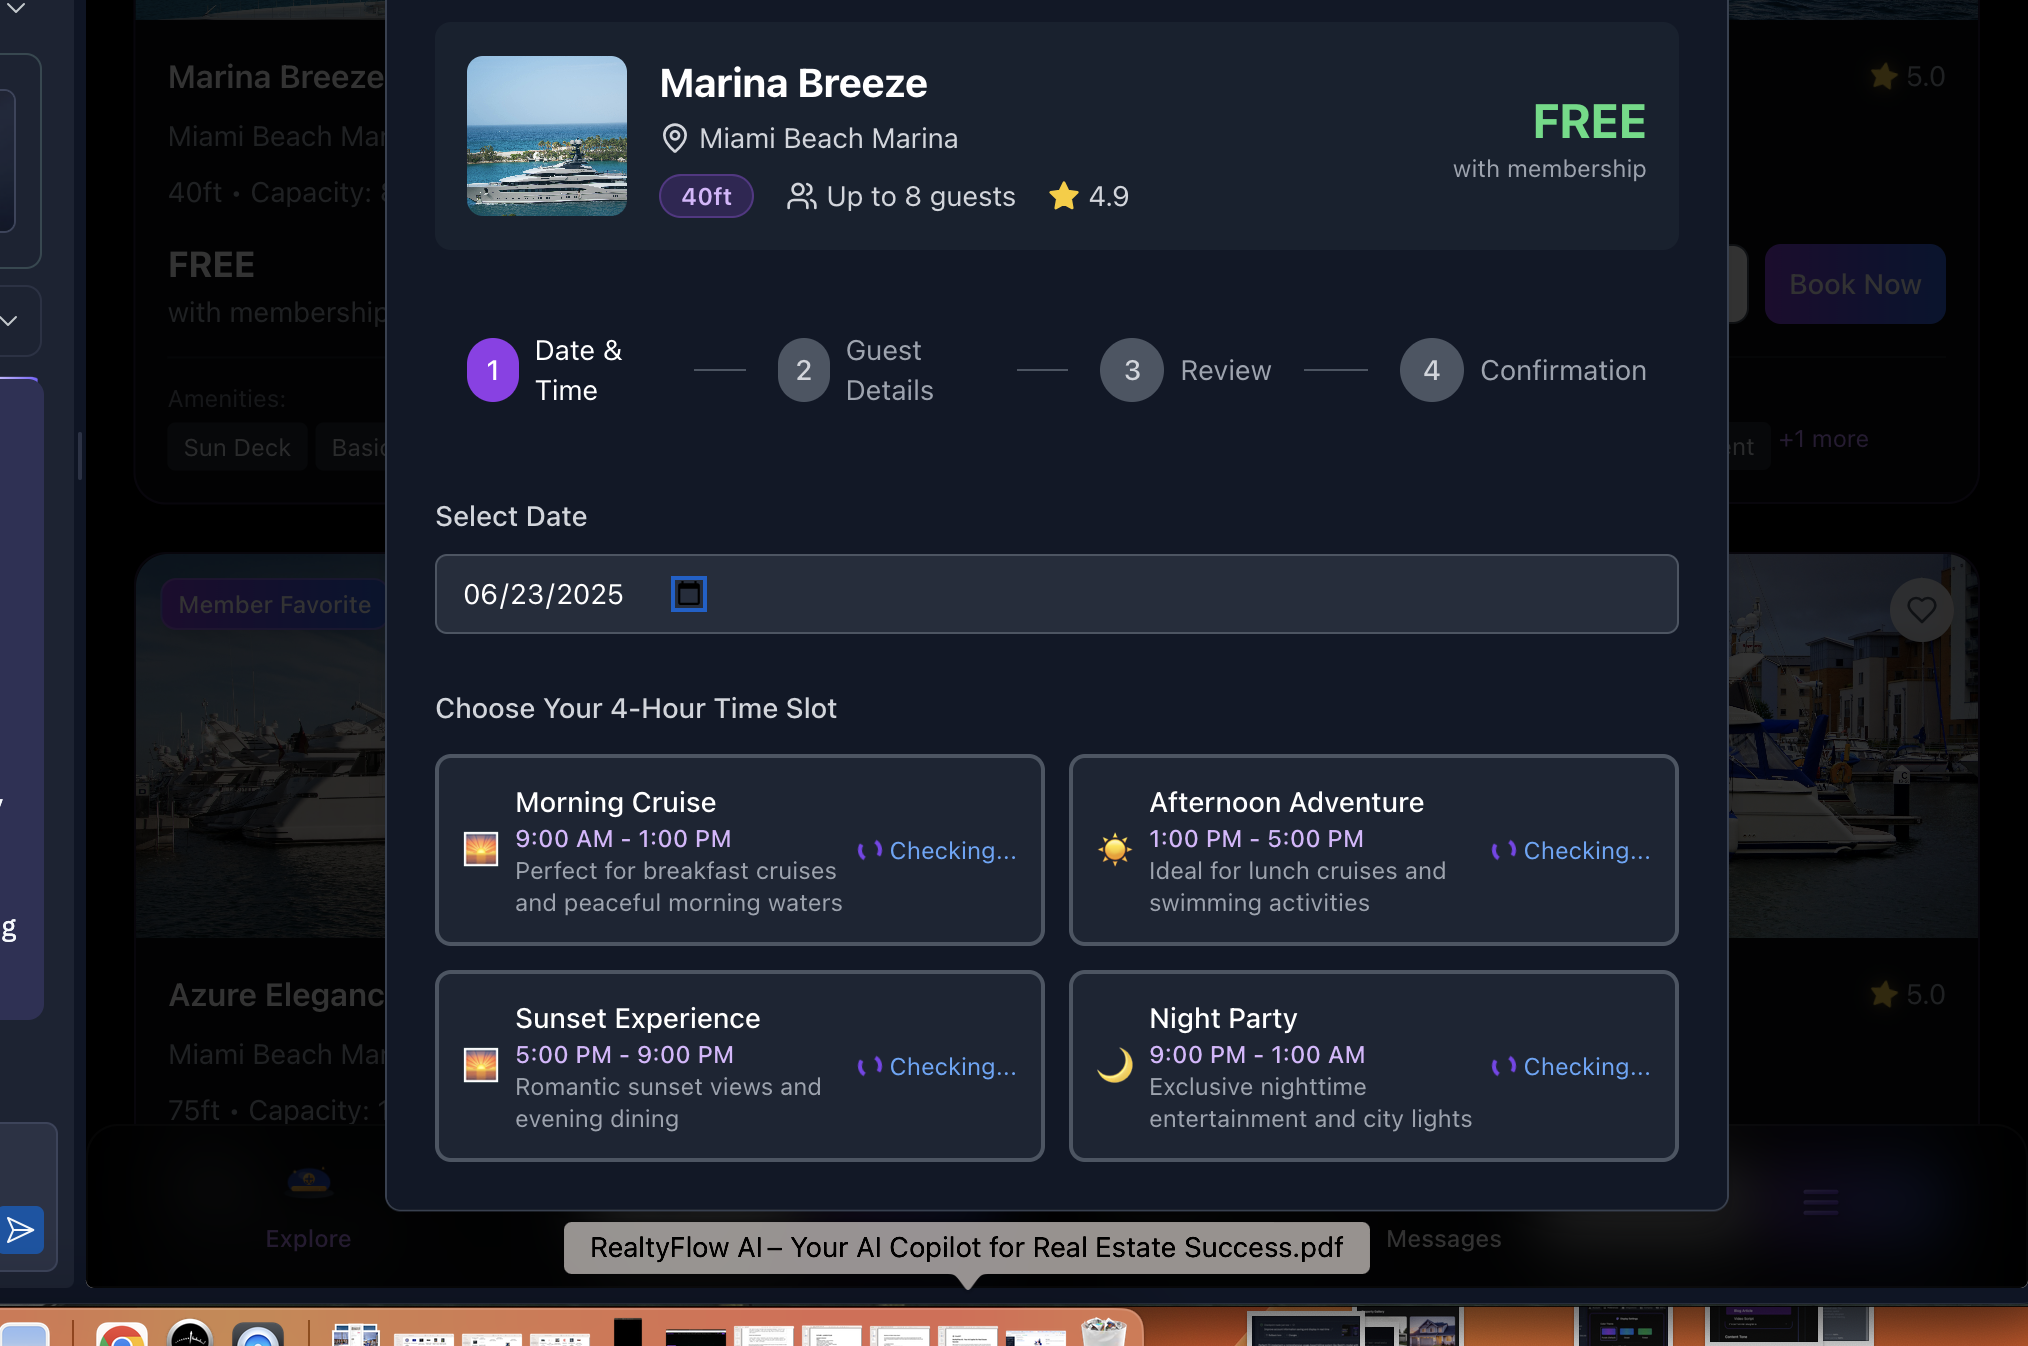 Marina Breeze
Miami Beach Mar
40ft • Capacity: 8
FREE
with membership
Amenities:
Sun Deck
Basic
Member Favorite
Azure Eleganc
Miami Beach Mar
75ft • Capacity: 1
g
Marina Breeze
Miami Beach Marina
40ft
Up to 8 guests
4.9
FREE
with membership
1
Date &
Time
2
Guest
Details
3
Review
4
Confirmation
Select Date
06/23/2025
Choose Your 4-Hour Time Slot
Morning Cruise
9:00 AM - 1:00 PM
Perfect for breakfast cruises
and peaceful morning waters
Checking...
Afternoon Adventure
1:00 PM - 5:00 PM
Ideal for lunch cruises and
swimming activities
Checking...
Sunset Experience
5:00 PM - 9:00 PM
Romantic sunset views and
evening dining
Checking...
Night Party
9:00 PM - 1:00 AM
Exclusive nighttime
entertainment and city lights
Checking...
5.0
Book Now
nt
+1 more
5.0
Explore
Messages
RealtyFlow AI – Your AI Copilot for Real Estate Success.pdf